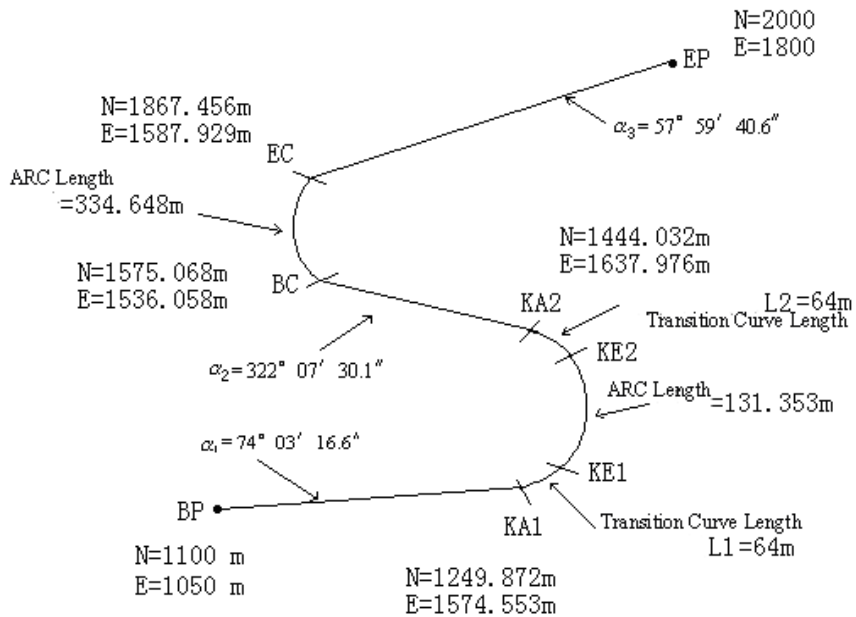 N=2000
E=1800
EP
α₃=57° 59′ 40.6″
N=1867.456m
E=1587.929m
EC
ARC Length
=334.648m
N=1575.068m
E=1536.058m
BC
N=1444.032m
E=1637.976m
KA2
L2=64m
Transition Curve Length
KE2
α₂=322° 07′ 30.1″
ARC Length =131.353m
α₁=74° 03′ 16.6″
KE1
BP
KA1
Transition Curve Length
L1=64m
N=1100 m
E=1050 m
N=1249.872m
E=1574.553m